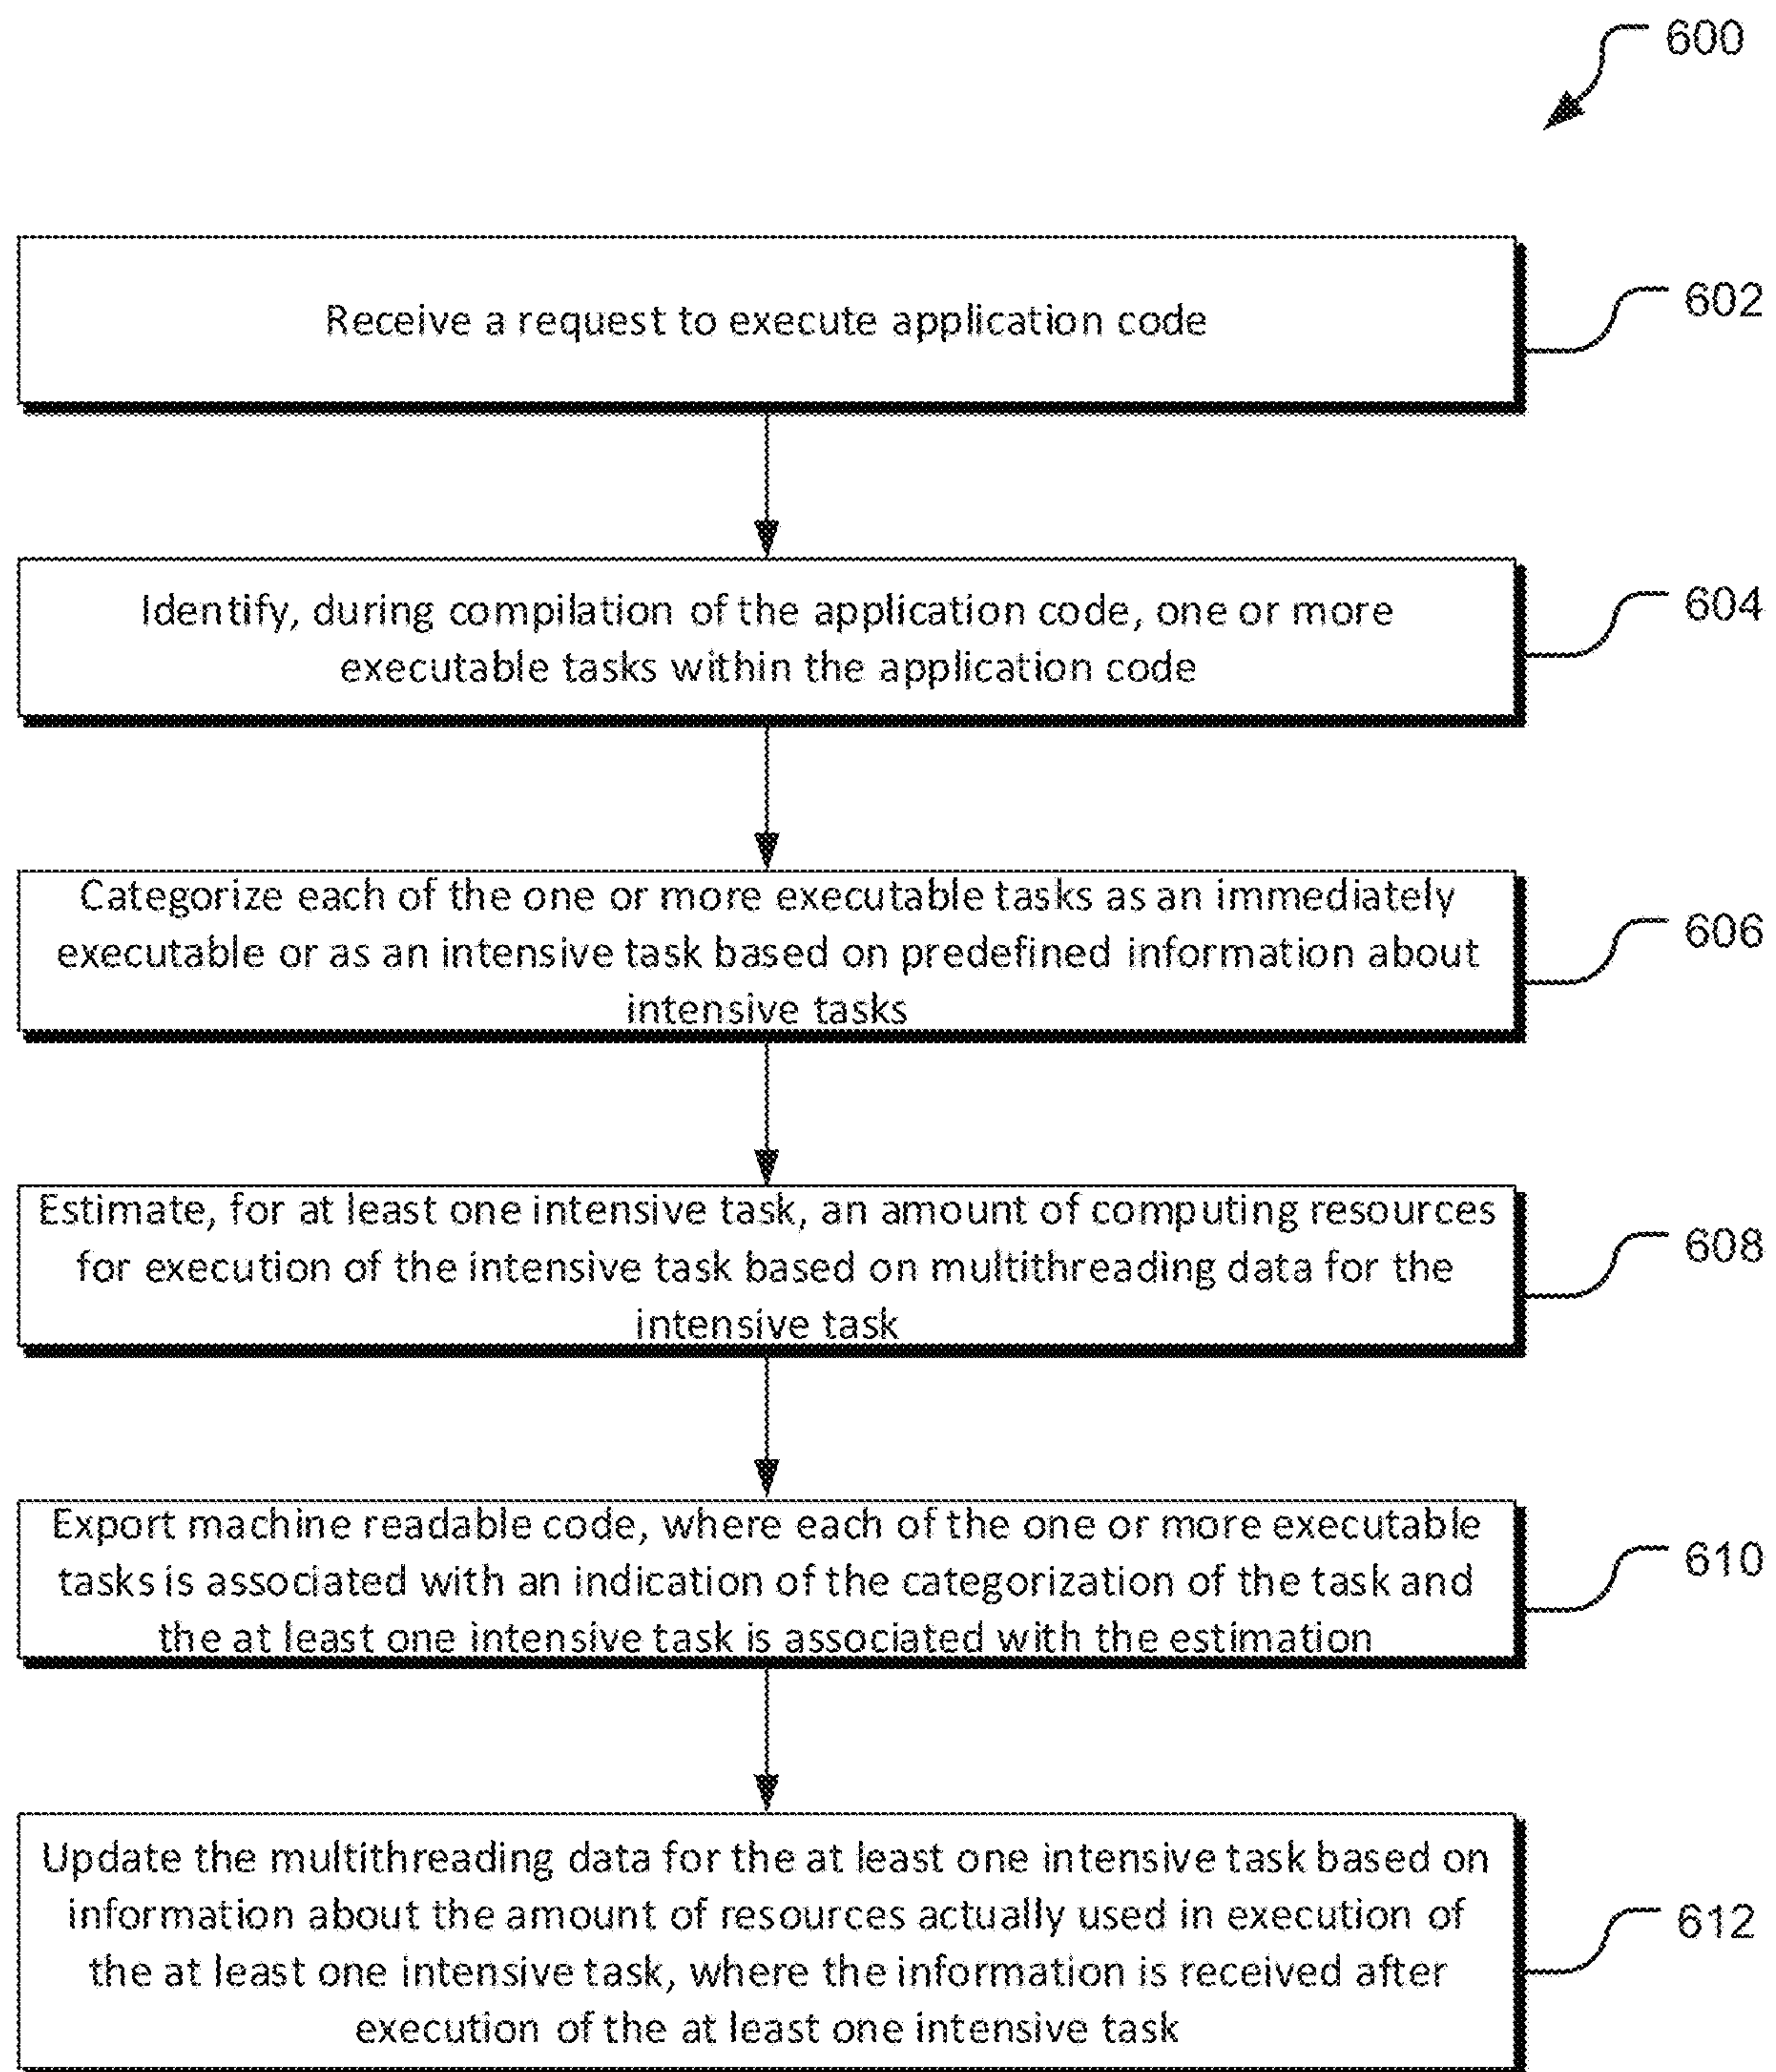 600
Receive a request to execute application code
602
Identify, during compilation of the application code, one or more
executable tasks within the application code
604
Categorize each of the one or more executable tasks as an immediately
executable or as an intensive task based on predefined information about
intensive tasks
606
Estimate, for at least one intensive task, an amount of computing resources
for execution of the intensive task based on multithreading data for the
intensive task
608
Export machine readable code, where each of the one or more executable
tasks is associated with an indication of the categorization of the task and
the at least one intensive task is associated with the estimation
610
Update the multithreading data for the at least one intensive task based on
information about the amount of resources actually used in execution of
the at least one intensive task, where the information is received after
execution of the at least one intensive task
612